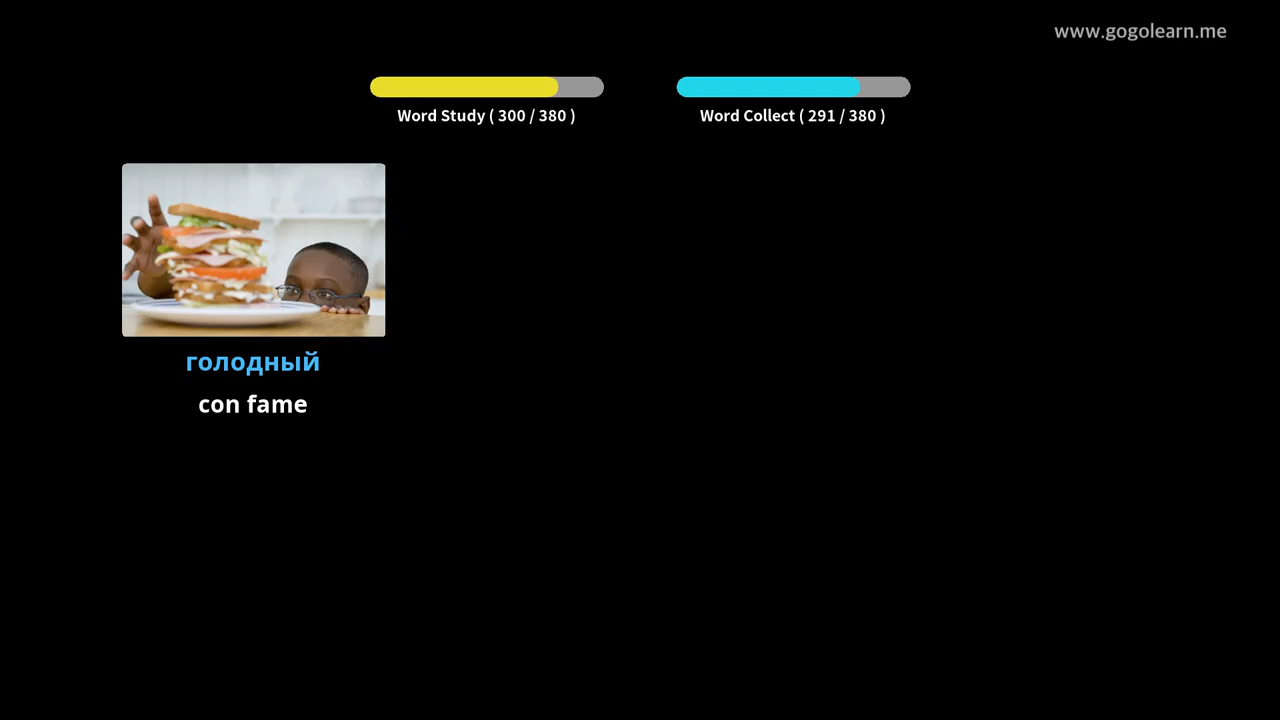 www.gogolearn.me
Word Study ( 300 / 380 )
Word Collect ( 291 / 380 )
голодный
con fame